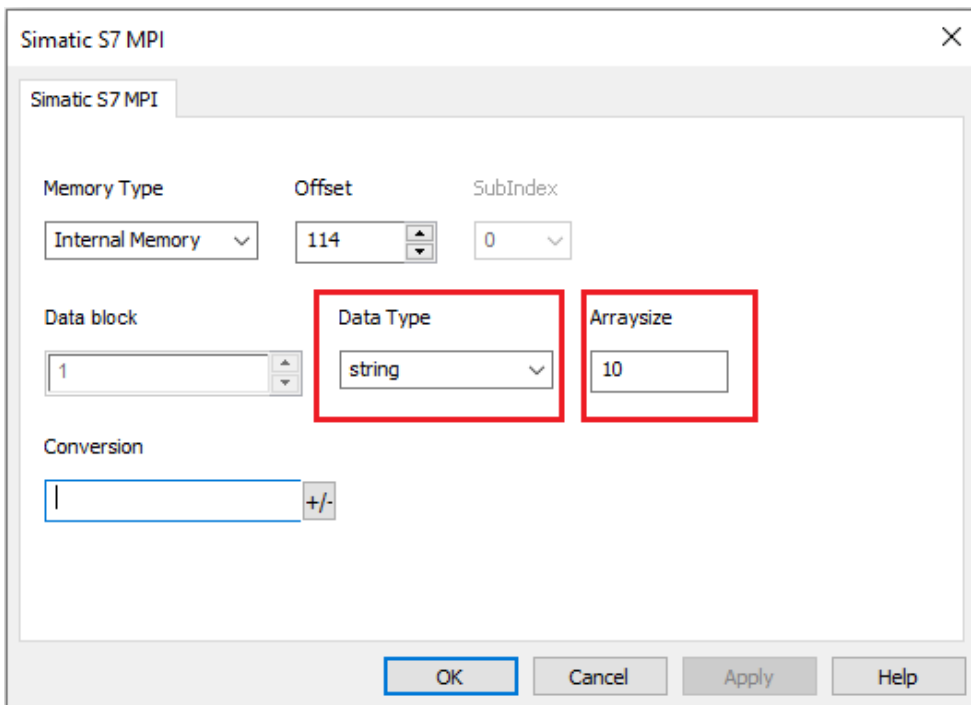 Simatic S7 MPI
Simatic S7 MPI
Memory Type Offset SubIndex
Internal Memory 114 0
Data block Data Type Arraysize
1 string 10
Conversion
+/-
OK Cancel Apply Help